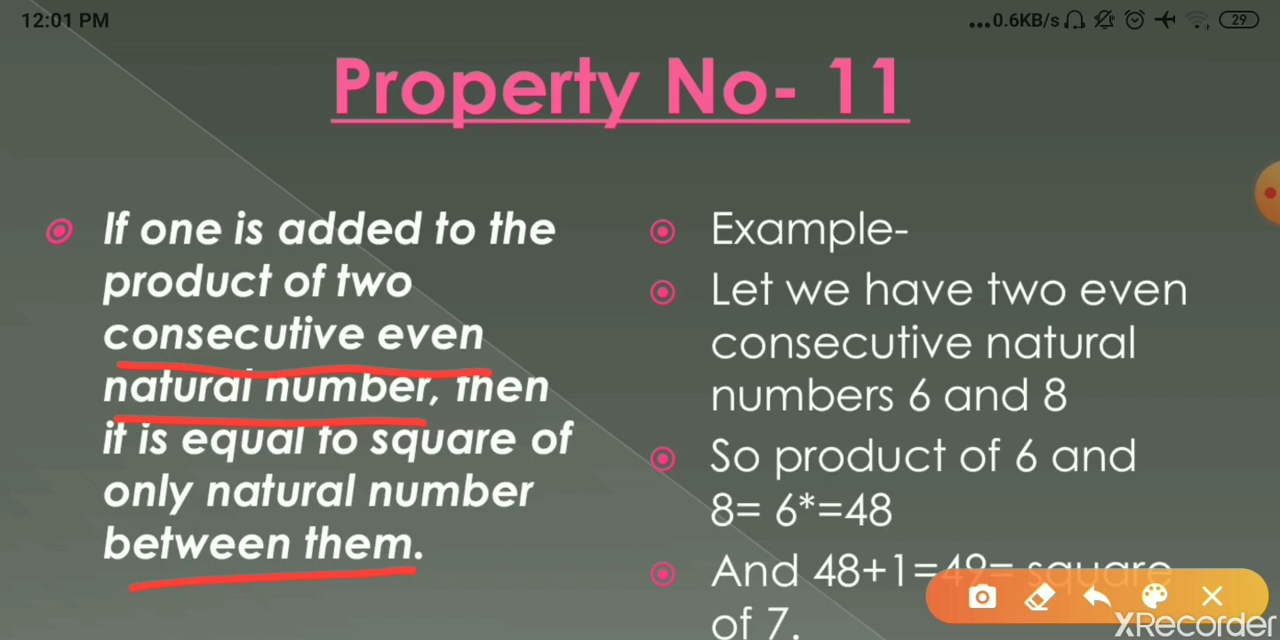 12:01 PM
...0.6KB/s
29
Property No- 11
If one is added to the
product of two
consecutive even
natural number, then
it is equal to square of
only natural number
between them.
Example-
Let we have two even
consecutive natural
numbers 6 and 8
So product of 6 and
8= 6*=48
And 48+1=49= square
of 7.
XRecorder